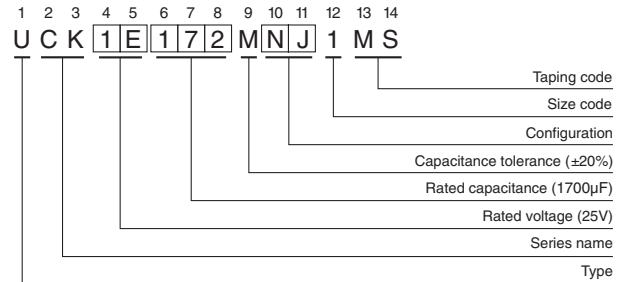 1 2 3 4 5 6 7 8 9 10 11 12 13 14
U C K 1 E 1 7 2 M N J 1 M S
Taping code
Size code
Configuration
Capacitance tolerance (±20%)
Rated capacitance (1700µF)
Rated voltage (25V)
Series name
Type